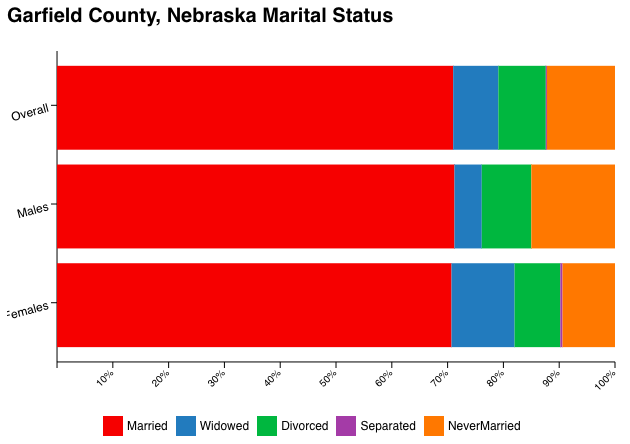 Garfield County, Nebraska Marital Status
Overall
Males
Females
10% 20% 30% 40% 50% 60% 70% 80% 90% 100%
Married Widowed Divorced Separated NeverMarried